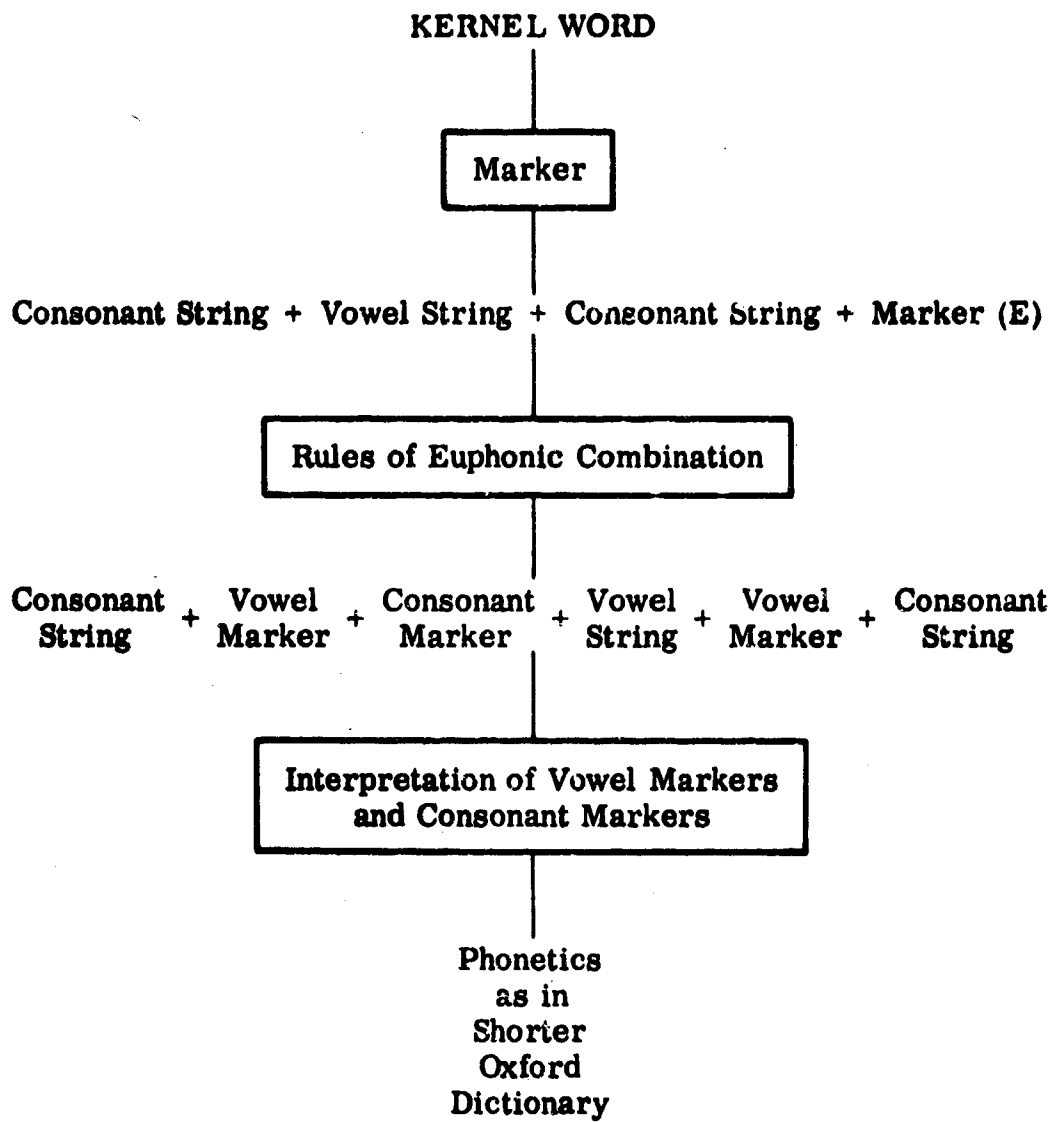 KERNEL WORD
Marker
Consonant String + Vowel String + Consonant String + Marker (E)
Rules of Euphonic Combination
Consonant String + Vowel Marker + Consonant Marker + Vowel String + Vowel Marker + Consonant String
Interpretation of Vowel Markers
and Consonant Markers
Phonetics
as in
Shorter
Oxford
Dictionary